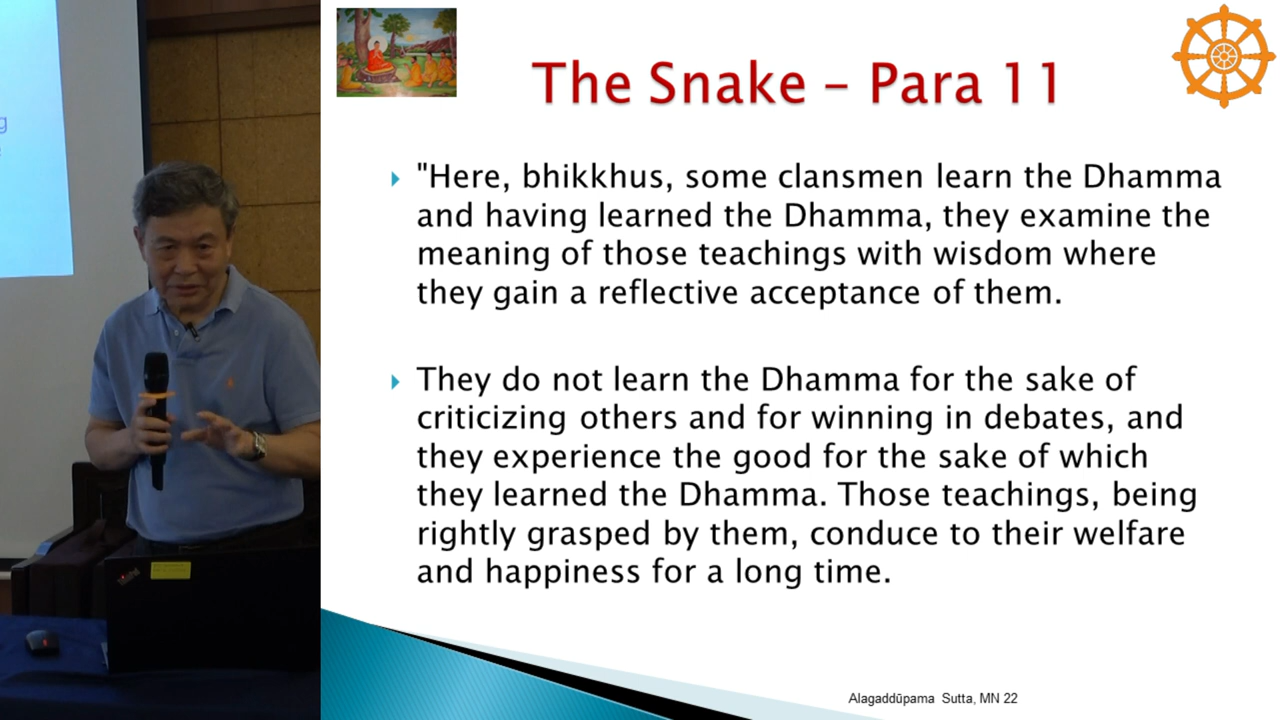 The Snake – Para 11
"Here, bhikkhus, some clansmen learn the Dhamma
and having learned the Dhamma, they examine the
meaning of those teachings with wisdom where
they gain a reflective acceptance of them.
They do not learn the Dhamma for the sake of
criticizing others and for winning in debates, and
they experience the good for the sake of which
they learned the Dhamma. Those teachings, being
rightly grasped by them, conduce to their welfare
and happiness for a long time.
Alagaddūpama Sutta, MN 22